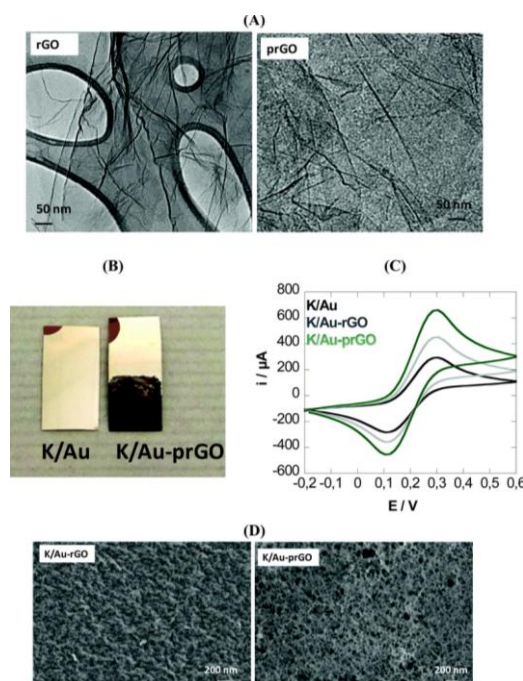 (A)
rGO
prGO
50 nm
50 nm
(B)
(C)
K/Au
K/Au-prGO
800
600
400
200
0
-200
-400
-600
i / µA
K/Au
K/Au-rGO
K/Au-prGO
-0,2 -0,1 0 0,1 0,2 0,3 0,4 0,5 0,6
E / V
(D)
K/Au-rGO
K/Au-prGO
200 nm
200 nm